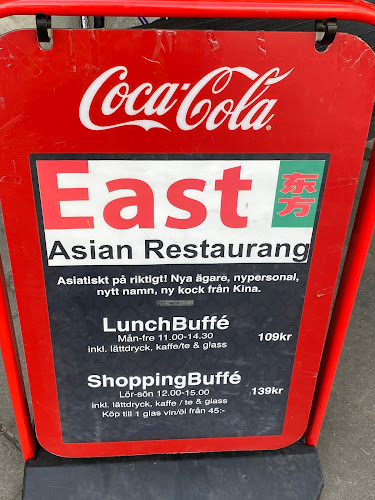 Coca-Cola
East
东方
Asian Restaurang
Asiatiskt på riktigt! Nya ägare, nypersonal,
nytt namn, ny kock från Kina.
LunchBuffé
Mån-fre 11.00-14.30
109kr
inkl. lättdryck, kaffe/te & glass
ShoppingBuffé
Lör-sön 12.00-15.00
139kr
inkl. lättdryck, kaffe / te & glass
Köp till 1 glas vin/öl från 45:-